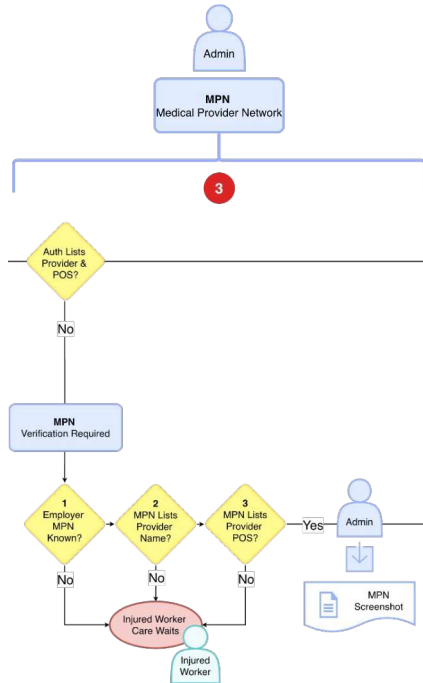 Admin
MPN
Medical Provider Network
3
Auth Lists
Provider &
POS?
No
MPN
Verification Required
1
Employer
MPN
Known?
2
MPN Lists
Provider
Name?
3
MPN Lists
Provider
POS?
Yes
Admin
No
No
No
MPN
Screenshot
Injured Worker
Care Waits
Injured
Worker